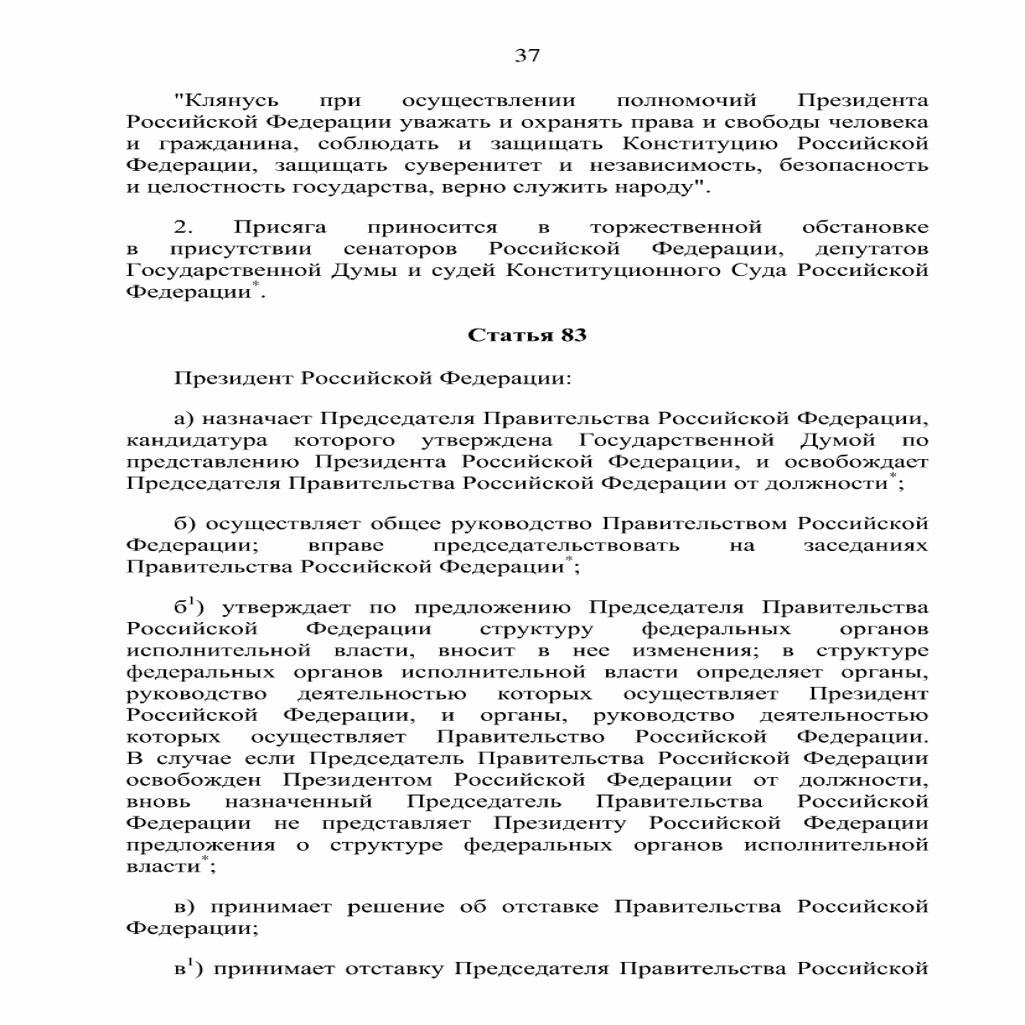 37
"Клянусь при осуществлении полномочий Президента
Российской Федерации уважать и охранять права и свободы человека
и гражданина, соблюдать и защищать Конституцию Российской
Федерации, защищать суверенитет и независимость, безопасность
и целостность государства, верно служить народу".
2. Присяга приносится в торжественной обстановке
в присутствии сенаторов Российской Федерации, депутатов
Государственной Думы и судей Конституционного Суда Российской
Федерации*.
Статья 83
Президент Российской Федерации:
а) назначает Председателя Правительства Российской Федерации,
кандидатура которого утверждена Государственной Думой по
представлению Президента Российской Федерации, и освобождает
Председателя Правительства Российской Федерации от должности*;
б) осуществляет общее руководство Правительством Российской
Федерации; вправе председательствовать на заседаниях
Правительства Российской Федерации*;
б¹) утверждает по предложению Председателя Правительства
Российской Федерации структуру федеральных органов
исполнительной власти, вносит в нее изменения; в структуре
федеральных органов исполнительной власти определяет органы,
руководство деятельностью которых осуществляет Президент
Российской Федерации, и органы, руководство деятельностью
которых осуществляет Правительство Российской Федерации.
В случае если Председатель Правительства Российской Федерации
освобожден Президентом Российской Федерации от должности,
вновь назначенный Председатель Правительства Российской
Федерации не представляет Президенту Российской Федерации
предложения о структуре федеральных органов исполнительной
власти*;
в) принимает решение об отставке Правительства Российской
Федерации;
в¹) принимает отставку Председателя Правительства Российской